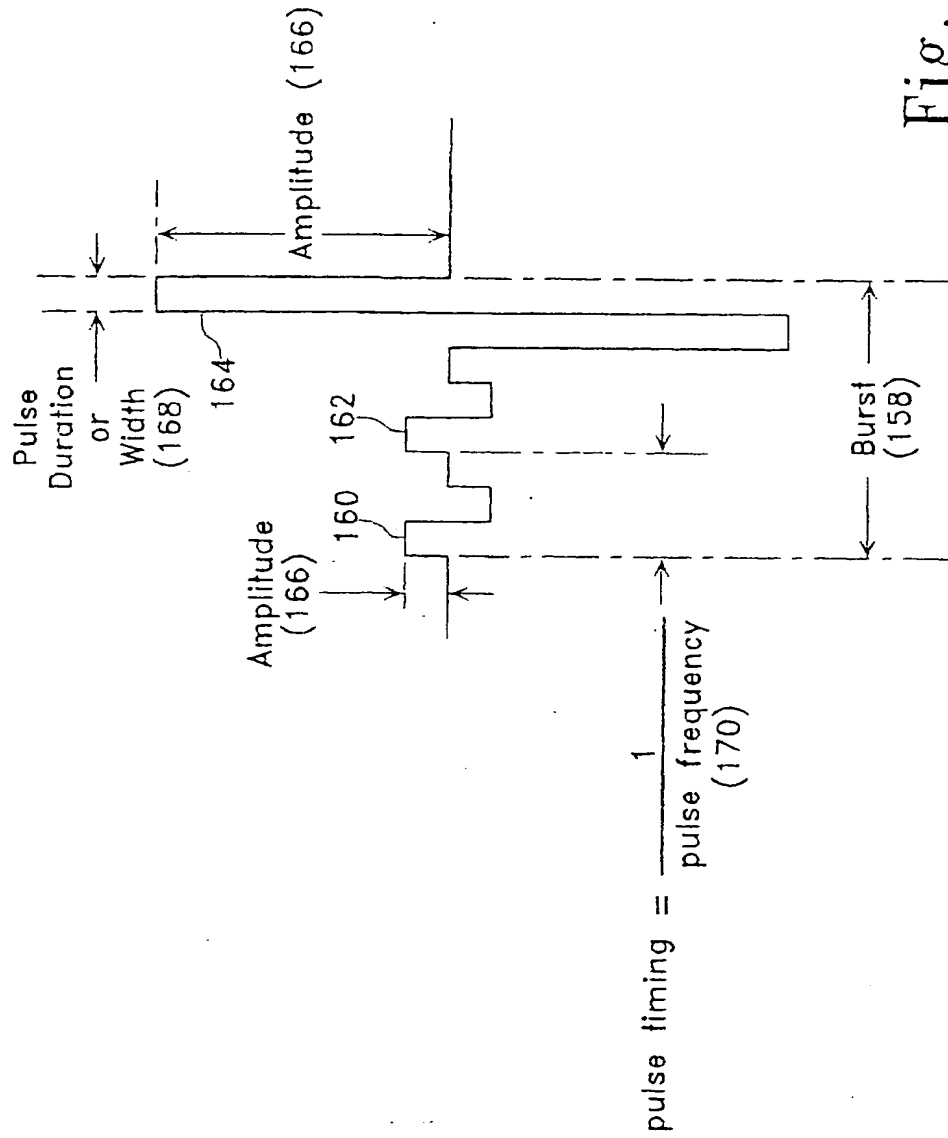 Pulse
Duration
or
Width
(168)
164
Amplitude (166)
162
160
Amplitude
(166)
Burst
(158)
pulse timing = 1
pulse frequency
(170)
Fig.